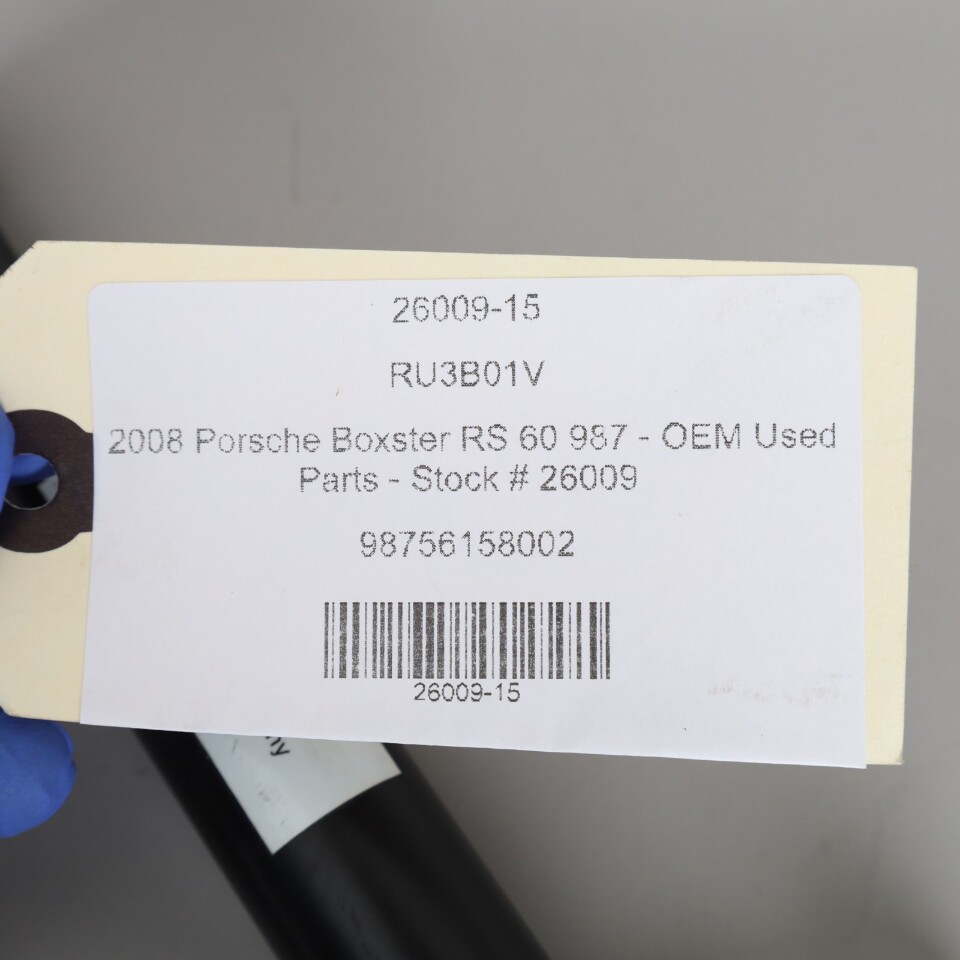 26009-15
RU3B01V
2008 Porsche Boxster RS 60 987 - OEM Used
Parts - Stock # 26009
98756158002
26009-15